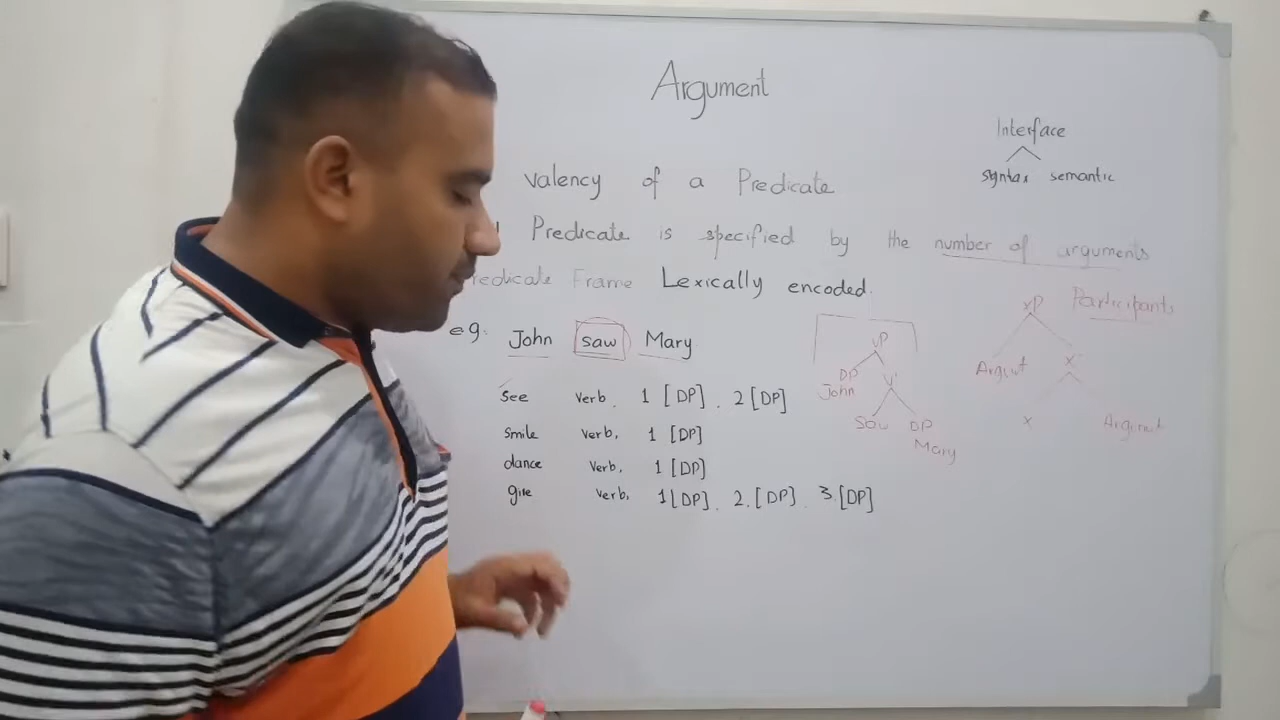 Argument
Interface
syntax semantic
valency of a Predicate
Predicate is specified by the number of arguments
Predicate Frame Lexically encoded.
xP Participants
eg. John saw Mary
VP
DP
John
V'
Saw DP
Mary
X'
X
see Verb, 1 [DP], 2 [DP]
smile Verb, 1 [DP]
dance Verb, 1 [DP]
give Verb, 1 [DP], 2. [DP], 3. [DP]